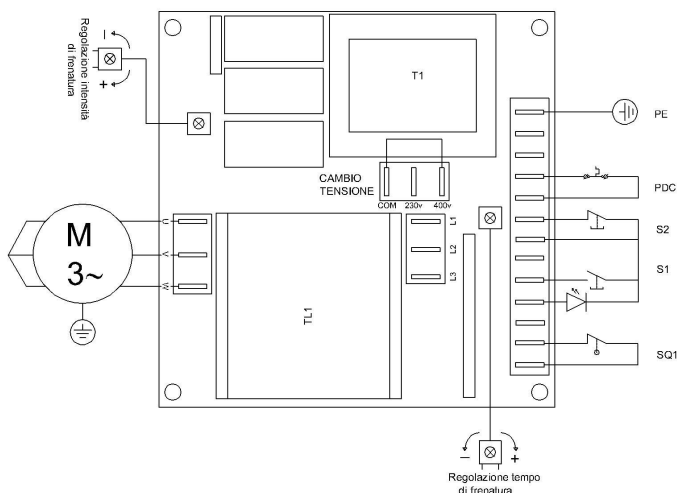 Regolazione intensità
di frenatura
−
+
T1
PE
CAMBIO
TENSIONE
COM 230v 400v
PDC
S2
S1
SQ1
M
3~
U
V
W
L1
L2
L3
TL1
− +
Regolazione tempo
di frenatura